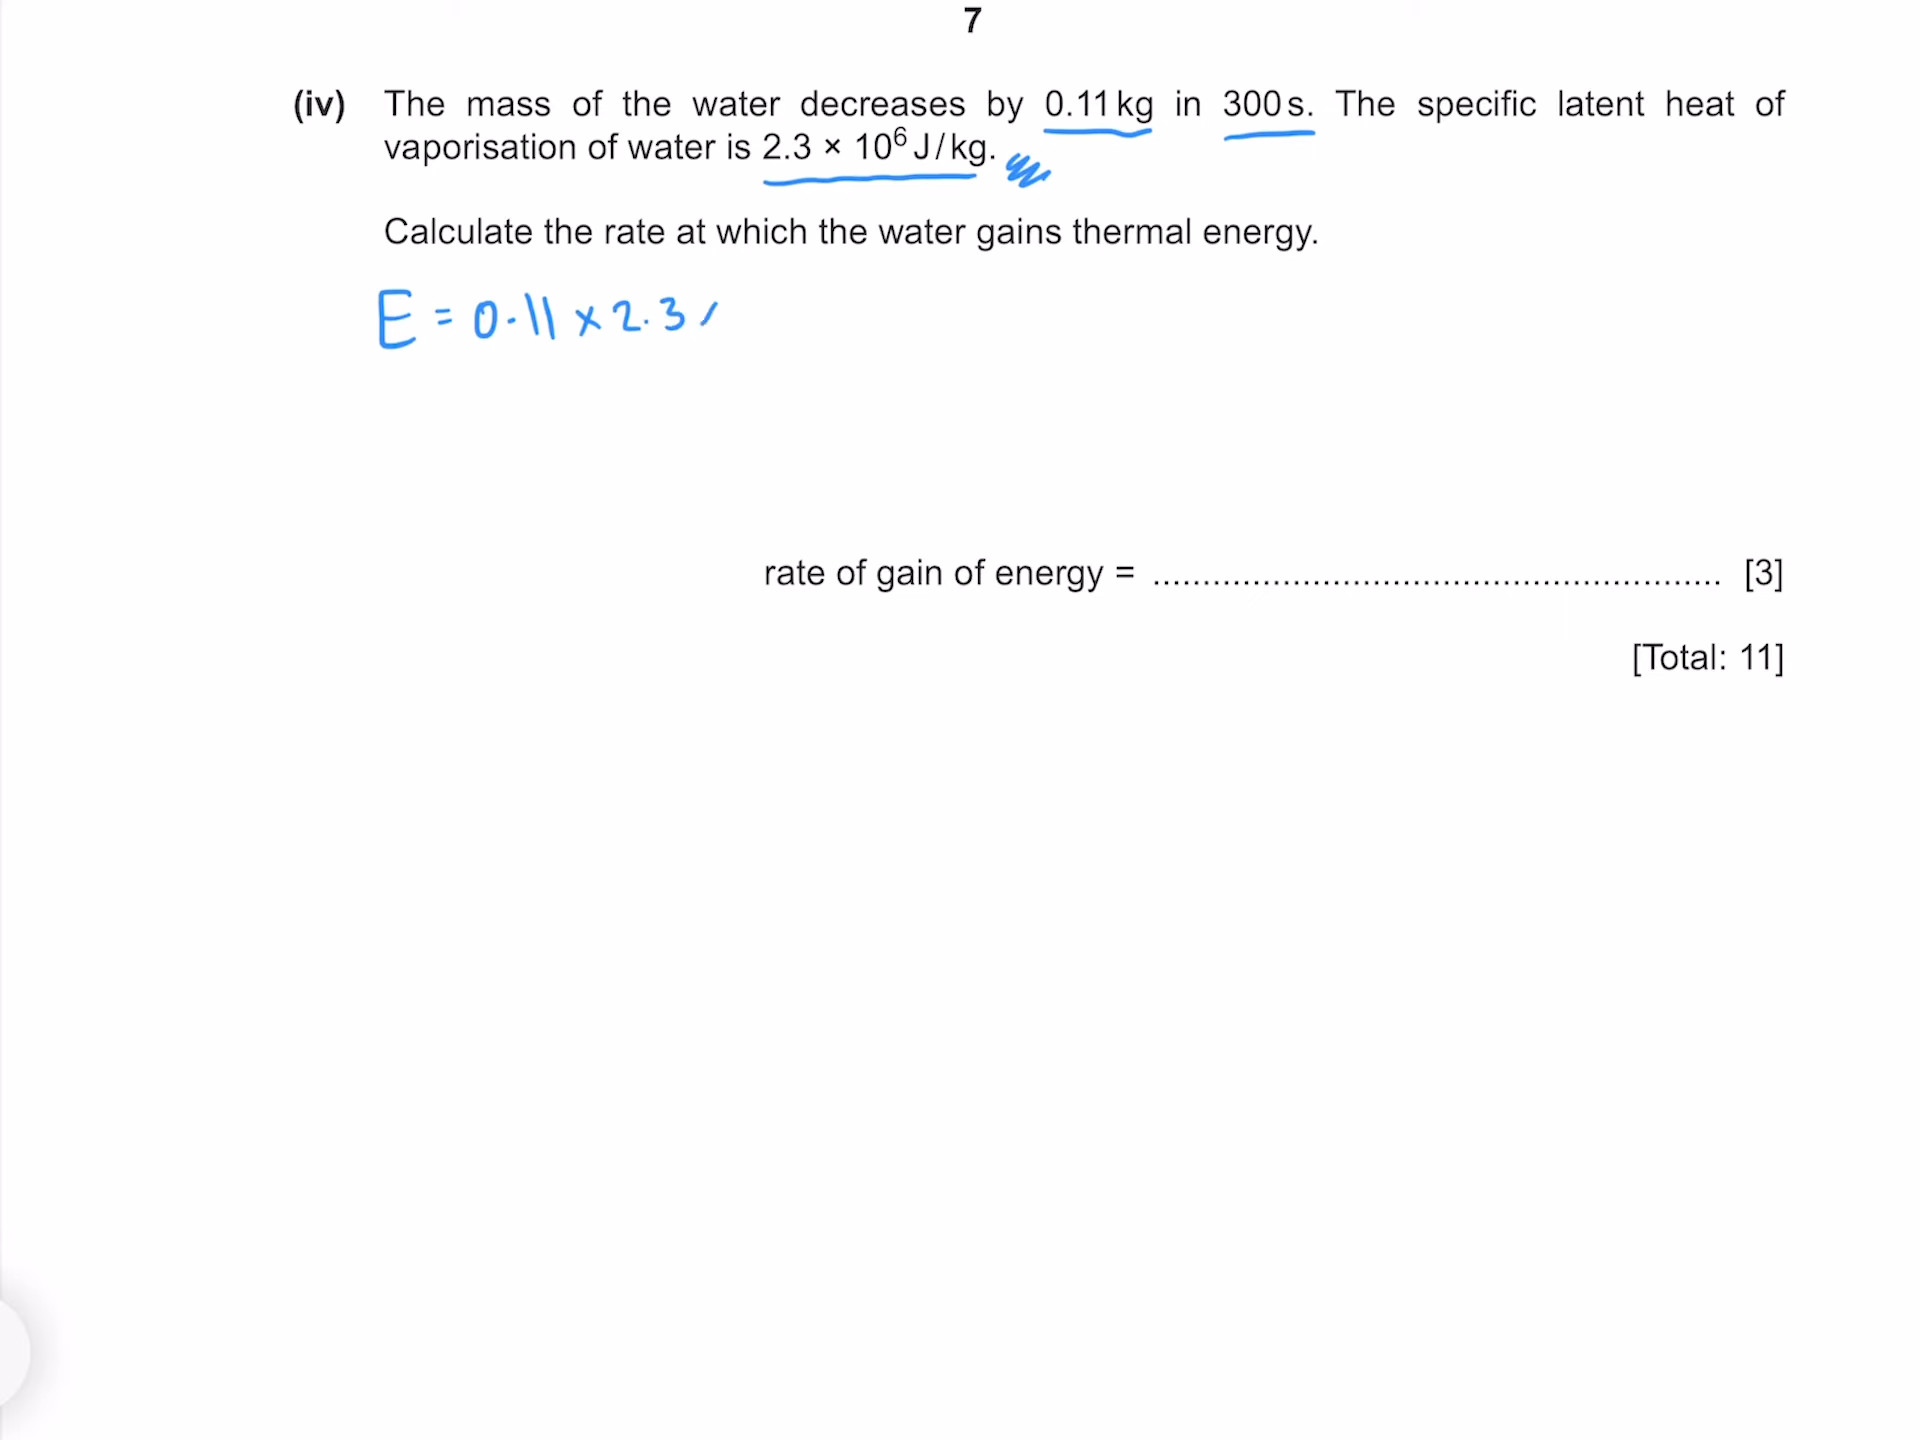 7
(iv) The mass of the water decreases by 0.11 kg in 300 s. The specific latent heat of
vaporisation of water is 2.3 × 10⁶ J/kg.
Calculate the rate at which the water gains thermal energy.
E = 0.11 × 2.3
rate of gain of energy = ......................................................... [3]
[Total: 11]